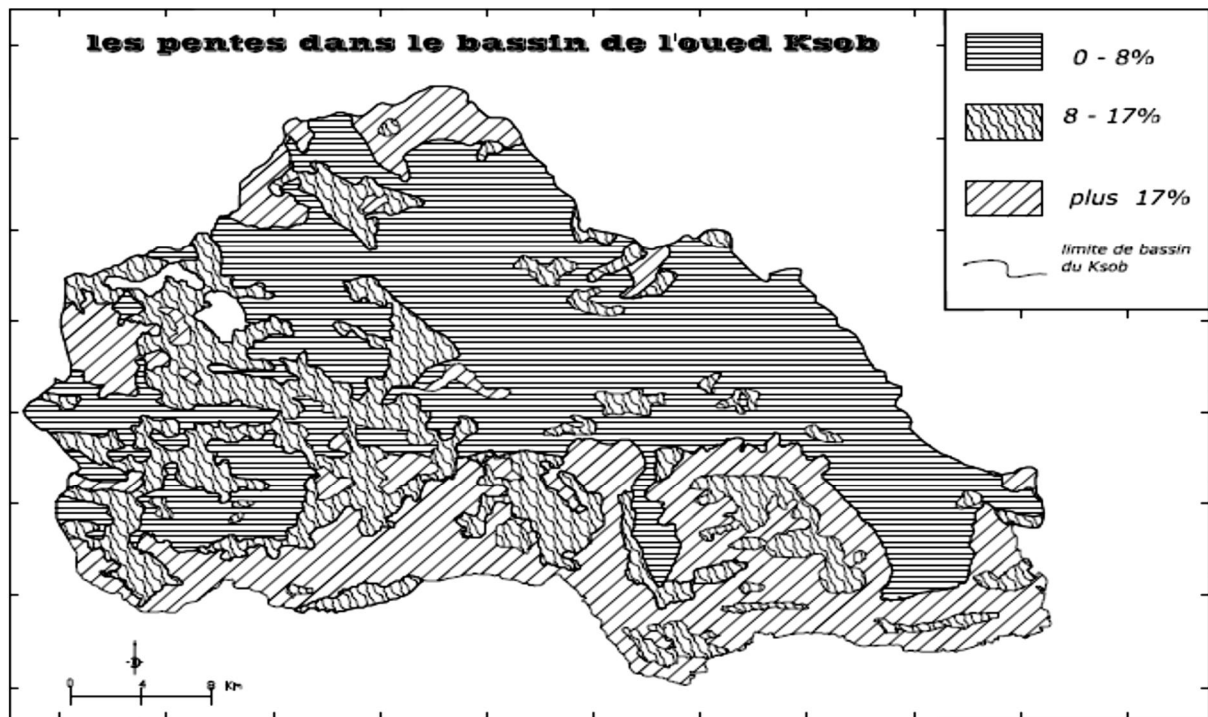 les pentes dans le bassin de l'oued Ksob
0 - 8%
8 - 17%
plus 17%
limite de bassin
du Ksob
0 4 8 Km